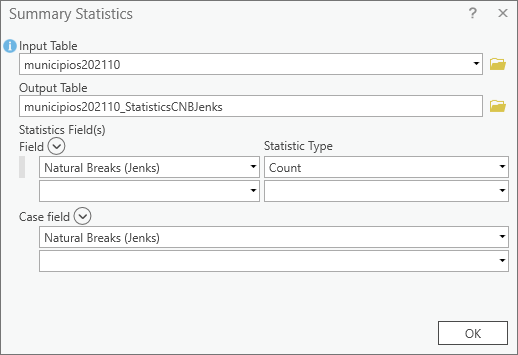 Summary Statistics ? ×
Input Table
municipios202110
Output Table
municipios202110_StatisticsCNBJenks
Statistics Field(s)
Field Statistic Type
Natural Breaks (Jenks) Count
Case field
Natural Breaks (Jenks)
OK